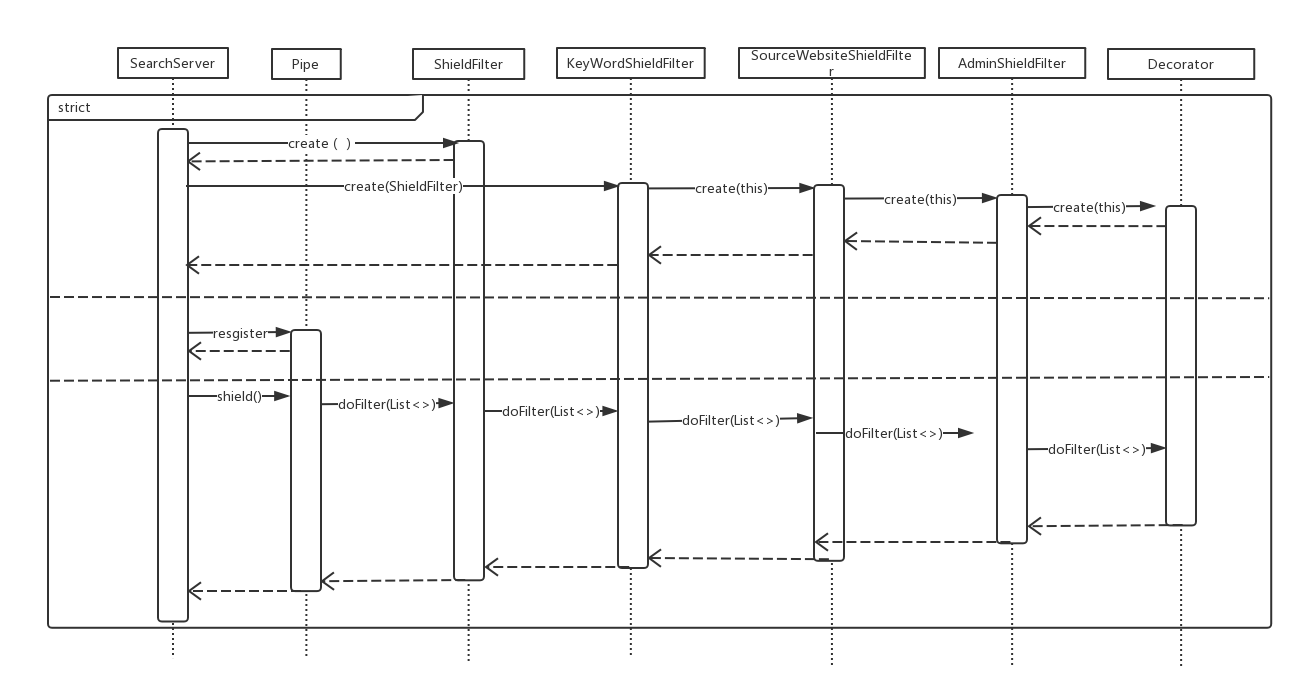 SearchServer
Pipe
ShieldFilter
KeyWordShieldFilter
SourceWebsiteShieldFilte
r
AdminShieldFilter
Decorator
strict
create (  )
create(ShieldFilter)
create(this)
create(this)
create(this)
resgister
shield()
doFilter(List<>)
doFilter(List<>)
doFilter(List<>)
doFilter(List<>)
doFilter(List<>)